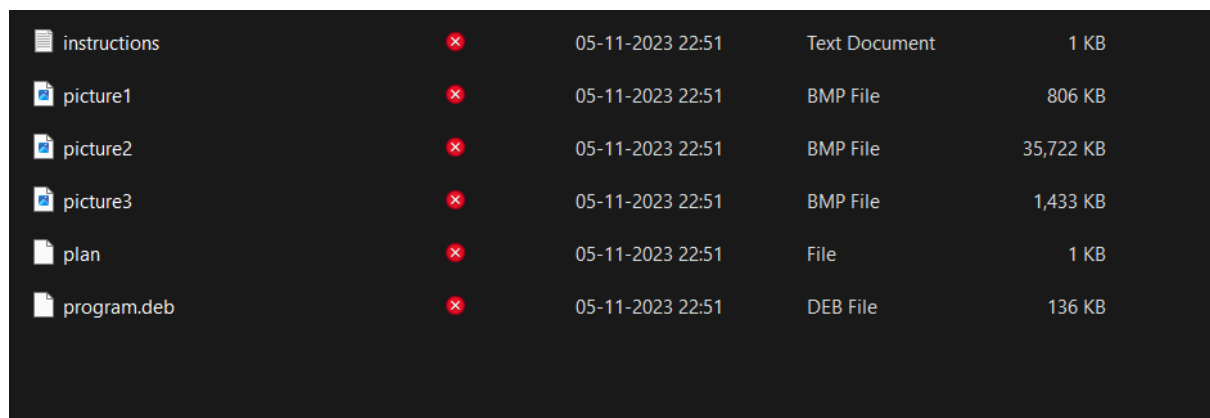 instructions 05-11-2023 22:51 Text Document 1 KB
picture1 05-11-2023 22:51 BMP File 806 KB
picture2 05-11-2023 22:51 BMP File 35,722 KB
picture3 05-11-2023 22:51 BMP File 1,433 KB
plan 05-11-2023 22:51 File 1 KB
program.deb 05-11-2023 22:51 DEB File 136 KB